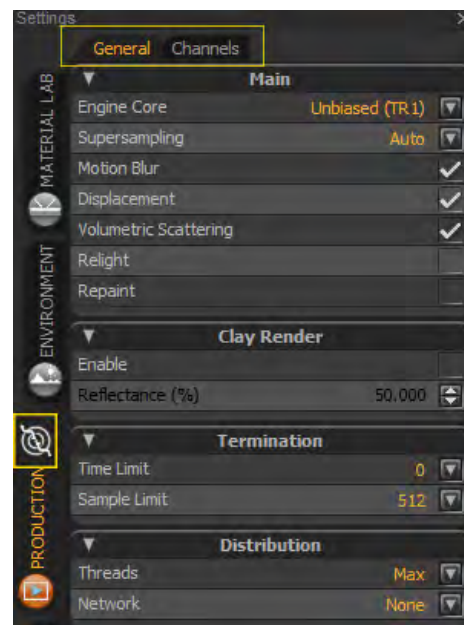 Settings
General Channels
Main
Engine Core Unbiased (TR1)
Supersampling Auto
Motion Blur
Displacement
Volumetric Scattering
Relight
Repaint
Clay Render
Enable
Reflectance (%) 50.000
Termination
Time Limit 0
Sample Limit 512
Distribution
Threads Max
Network None
MATERIAL LAB
ENVIRONMENT
PRODUCTION